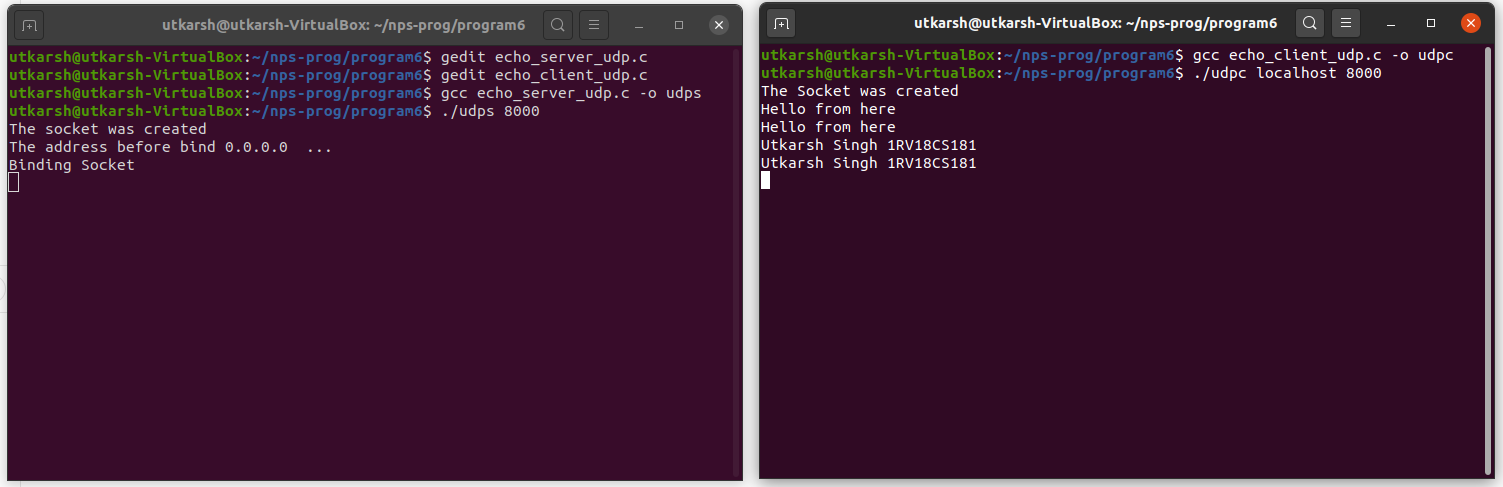 utkarsh@utkarsh-VirtualBox: ~/nps-prog/program6
utkarsh@utkarsh-VirtualBox:~/nps-prog/program6$ gedit echo_server_udp.c
utkarsh@utkarsh-VirtualBox:~/nps-prog/program6$ gedit echo_client_udp.c
utkarsh@utkarsh-VirtualBox:~/nps-prog/program6$ gcc echo_server_udp.c -o udps
utkarsh@utkarsh-VirtualBox:~/nps-prog/program6$ ./udps 8000
The socket was created
The address before bind 0.0.0.0  ...
Binding Socket
utkarsh@utkarsh-VirtualBox: ~/nps-prog/program6
utkarsh@utkarsh-VirtualBox:~/nps-prog/program6$ gcc echo_client_udp.c -o udpc
utkarsh@utkarsh-VirtualBox:~/nps-prog/program6$ ./udpc localhost 8000
The Socket was created
Hello from here
Hello from here
Utkarsh Singh 1RV18CS181
Utkarsh Singh 1RV18CS181